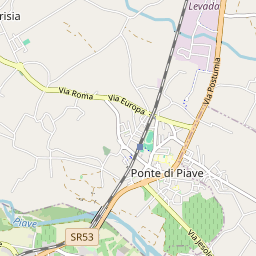 Levada
risia
Via Roma
Via Europa
Via Postumia
Ponte di Piave
Piave
SR53
Via Jesolo